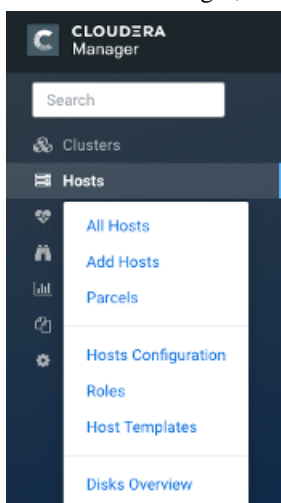 C CLOUDERA
Manager
Search
Clusters
Hosts
All Hosts
Add Hosts
Parcels
Hosts Configuration
Roles
Host Templates
Disks Overview